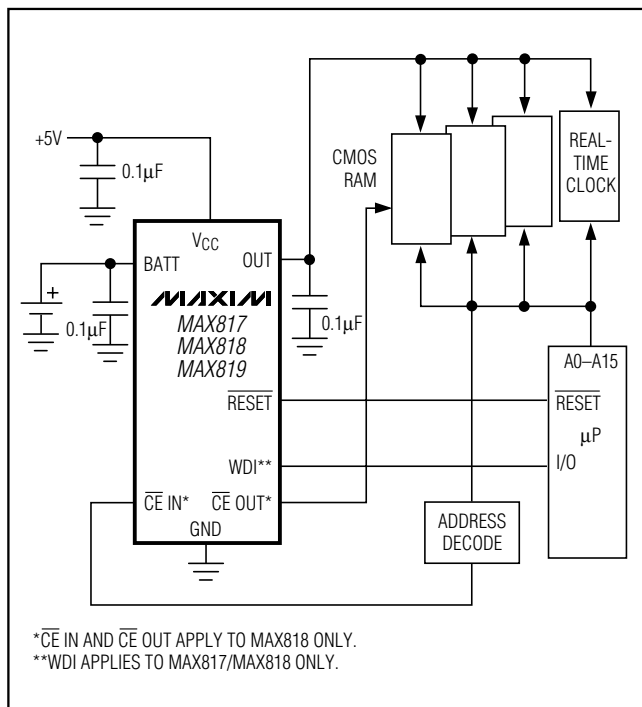 +5V
0.1µF
VCC
BATT
OUT
+
0.1µF
MAXIM
MAX817
MAX818
MAX819
0.1µF
RESET
WDI**
CE IN*
CE OUT*
GND
CMOS
RAM
REAL-
TIME
CLOCK
A0–A15
RESET
µP
I/O
ADDRESS
DECODE
*CE IN AND CE OUT APPLY TO MAX818 ONLY.
**WDI APPLIES TO MAX817/MAX818 ONLY.